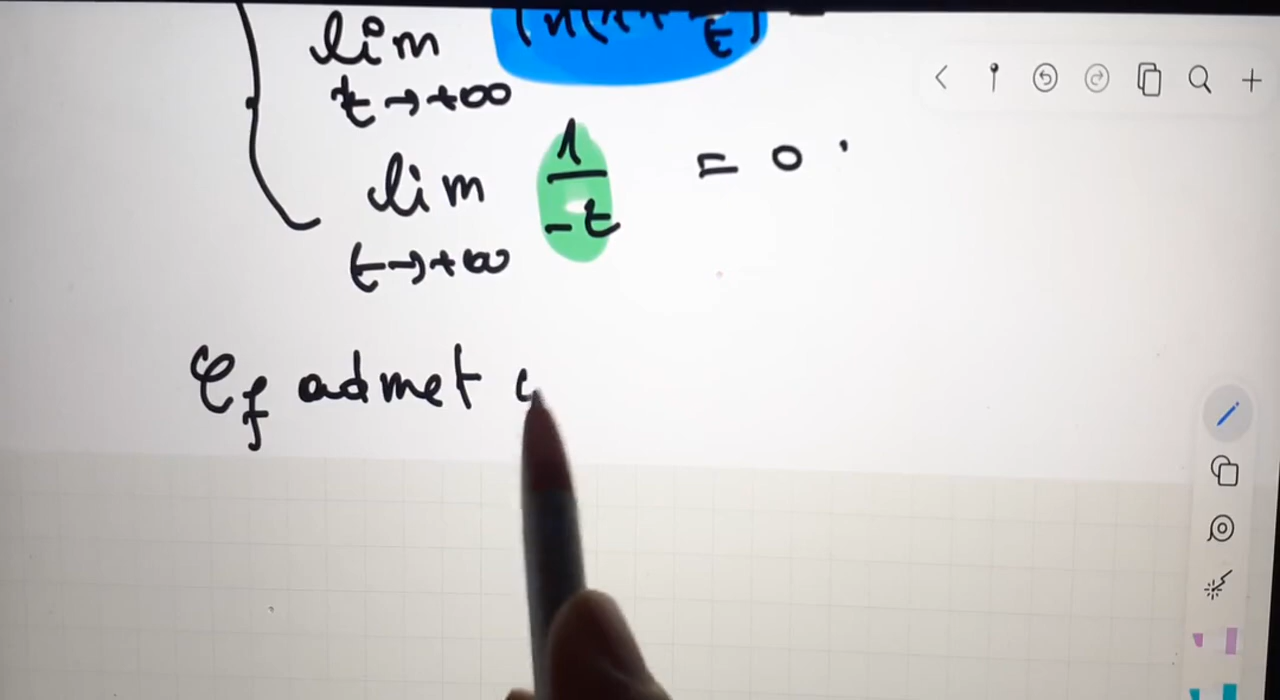 lim
t→+∞
lim 1/-t = 0.
t→+∞
𝒞f admet